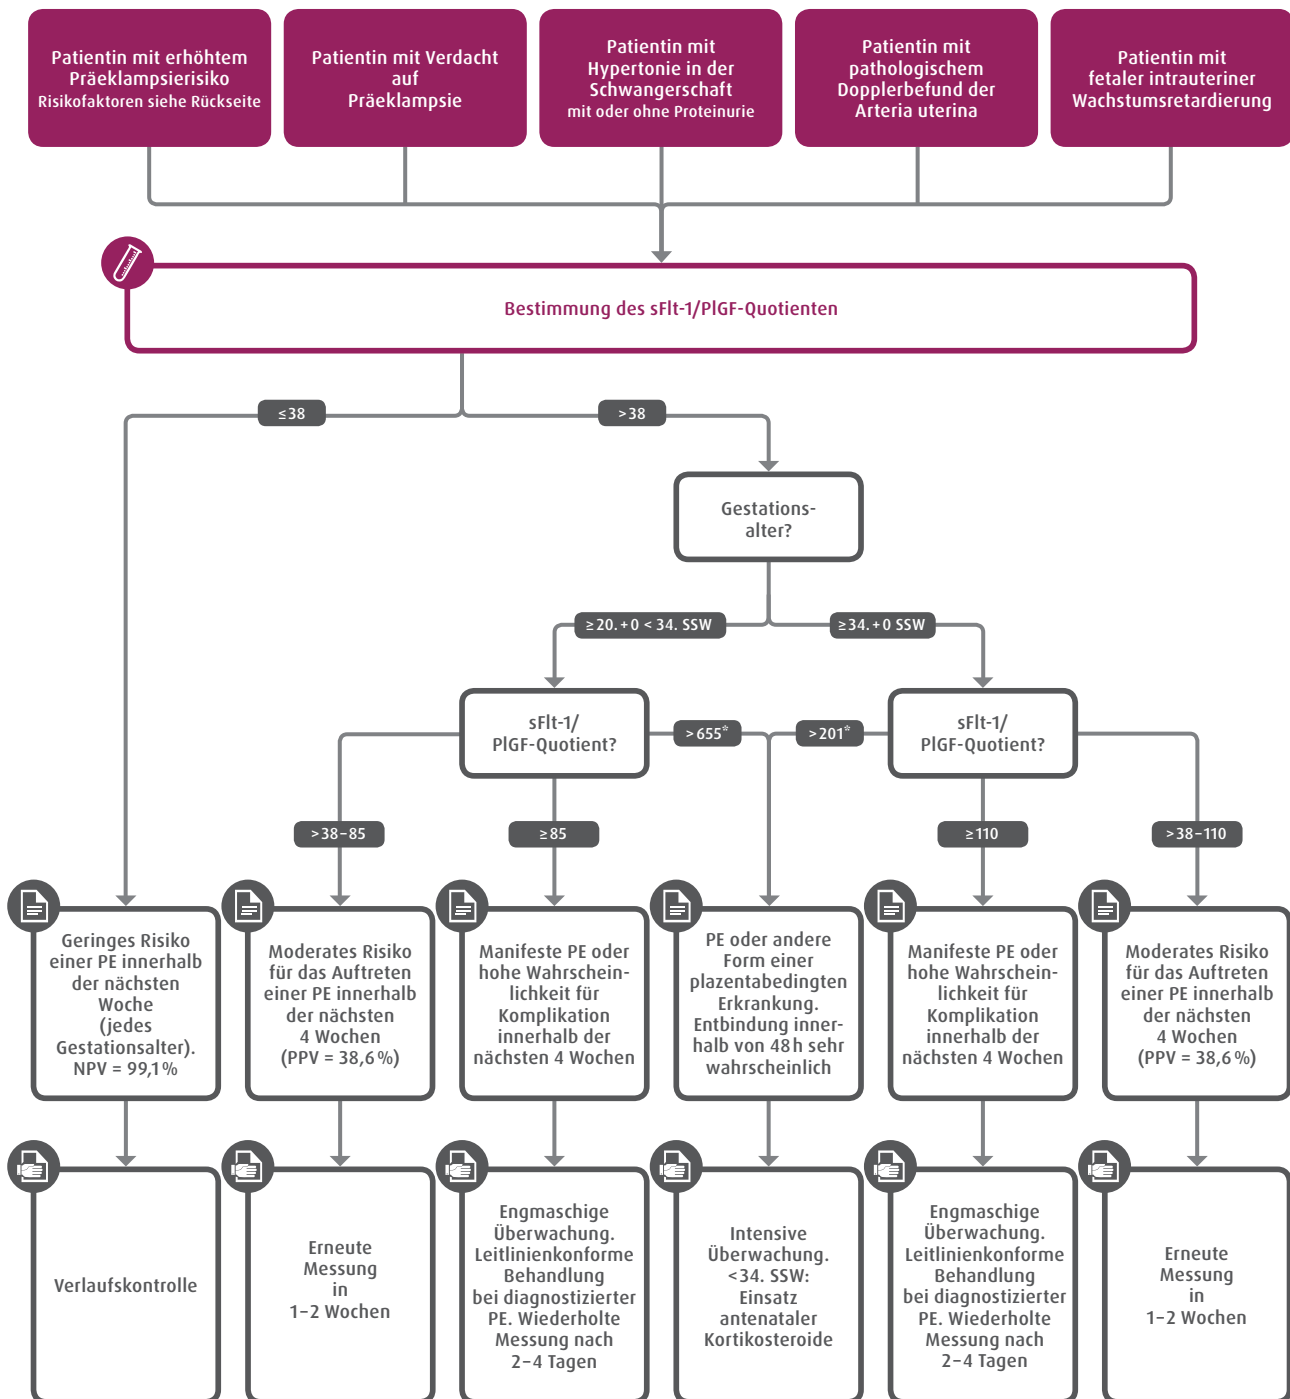 Patientin mit erhöhtem
Präeklampsierisiko
Risikofaktoren siehe Rückseite
Patientin mit Verdacht
auf
Präeklampsie
Patientin mit
Hypertonie in der
Schwangerschaft
mit oder ohne Proteinurie
Patientin mit
pathologischem
Dopplerbefund der
Arteria uterina
Patientin mit
fetaler intrauteriner
Wachstumsretardierung
Bestimmung des sFlt-1/PlGF-Quotienten
≤38
>38
Gestations-
alter?
≥20.+0 < 34. SSW
≥34.+0 SSW
sFlt-1/
PlGF-Quotient?
>655*
>201*
sFlt-1/
PlGF-Quotient?
>38–85
≥85
≥110
>38–110
Geringes Risiko
einer PE innerhalb
der nächsten
Woche
(jedes
Gestationsalter).
NPV = 99,1 %
Moderates Risiko
für das Auftreten
einer PE innerhalb
der nächsten
4 Wochen
(PPV = 38,6 %)
Manifeste PE oder
hohe Wahrschein-
lichkeit für
Komplikation
innerhalb der
nächsten 4 Wochen
PE oder andere
Form einer
plazentabedingten
Erkrankung.
Entbindung inner-
halb von 48 h sehr
wahrscheinlich
Manifeste PE oder
hohe Wahrschein-
lichkeit für
Komplikation
innerhalb der
nächsten 4 Wochen
Moderates Risiko
für das Auftreten
einer PE innerhalb
der nächsten
4 Wochen
(PPV = 38,6 %)
Verlaufskontrolle
Erneute
Messung
in
1–2 Wochen
Engmaschige
Überwachung.
Leitlinienkonforme
Behandlung
bei diagnostizierter
PE. Wiederholte
Messung nach
2–4 Tagen
Intensive
Überwachung.
<34. SSW:
Einsatz
antenataler
Kortikosteroide
Engmaschige
Überwachung.
Leitlinienkonforme
Behandlung
bei diagnostizierter
PE. Wiederholte
Messung nach
2–4 Tagen
Erneute
Messung
in
1–2 Wochen